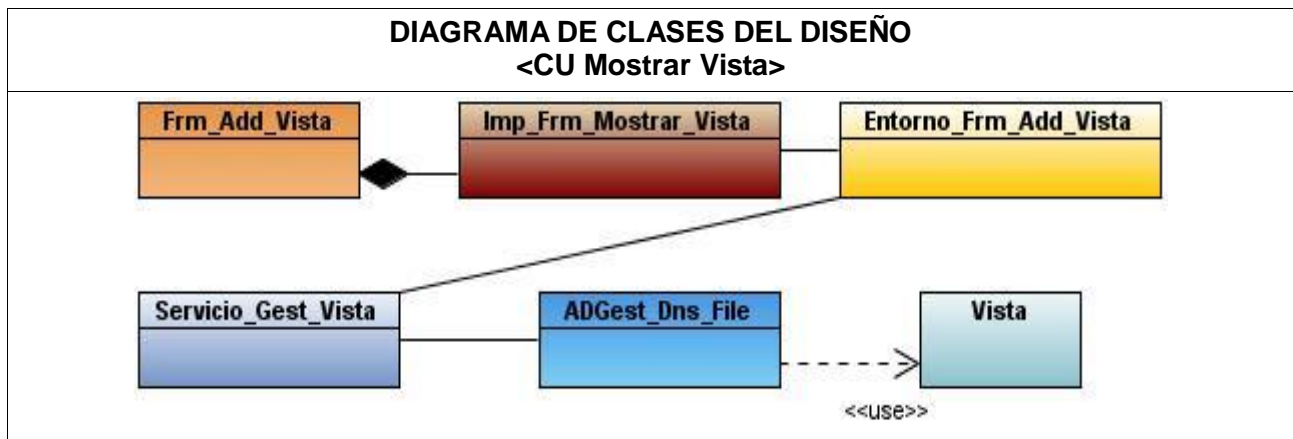 DIAGRAMA DE CLASES DEL DISEÑO
<CU Mostrar Vista>
Frm_Add_Vista
Imp_Frm_Mostrar_Vista
Entorno_Frm_Add_Vista
Servicio_Gest_Vista
ADGest_Dns_File
Vista
<<use>>